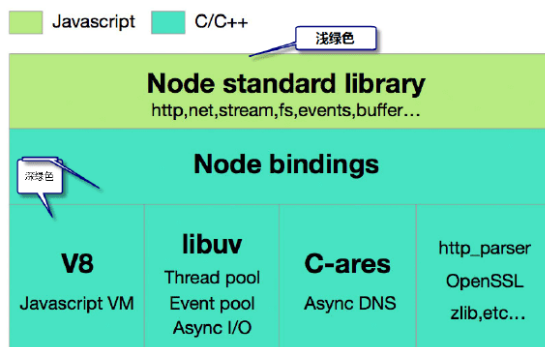 Javascript
C/C++
浅绿色
Node standard library
http,net,stream,fs,events,buffer...
深绿色
Node bindings
V8
Javascript VM
libuv
Thread pool
Event pool
Async I/O
C-ares
Async DNS
http_parser
OpenSSL
zlib,etc...